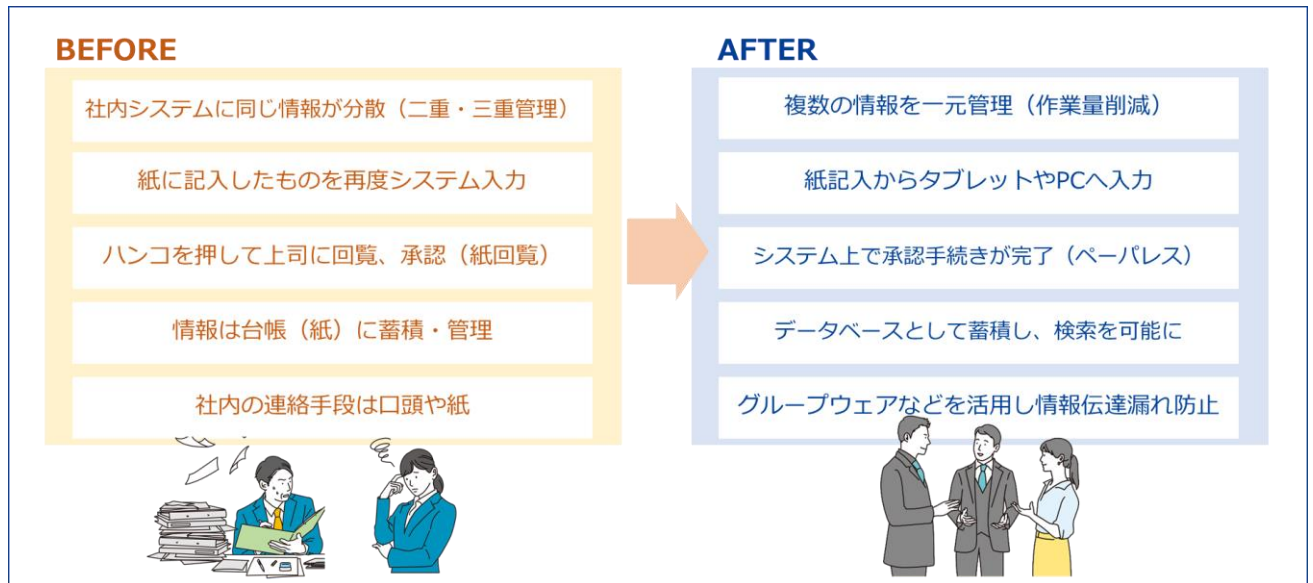 BEFORE
社内システムに同じ情報が分散（二重・三重管理）
紙に記入したものを再度システム入力
ハンコを押して上司に回覧、承認（紙回覧）
情報は台帳（紙）に蓄積・管理
社内の連絡手段は口頭や紙
AFTER
複数の情報を一元管理（作業量削減）
紙記入からタブレットやPCへ入力
システム上で承認手続きが完了（ペーパレス）
データベースとして蓄積し、検索を可能に
グループウェアなどを活用し情報伝達漏れ防止